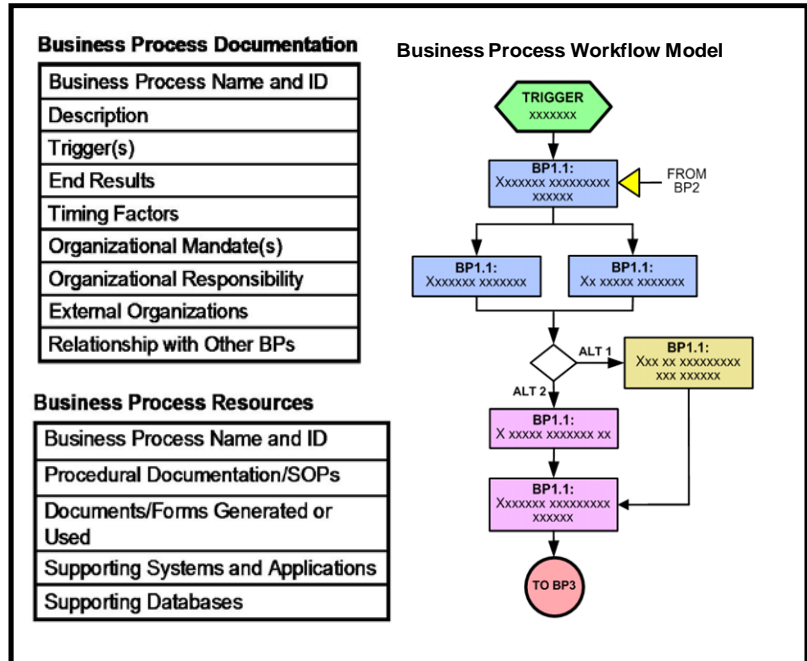 Business Process Documentation
Business Process Name and ID
Description
Trigger(s)
End Results
Timing Factors
Organizational Mandate(s)
Organizational Responsibility
External Organizations
Relationship with Other BPs
Business Process Resources
Business Process Name and ID
Procedural Documentation/SOPs
Documents/Forms Generated or
Used
Supporting Systems and Applications
Supporting Databases
Business Process Workflow Model
TRIGGER
xxxxxxx
BP1.1:
Xxxxxxx xxxxxxxxx
xxxxxx
FROM
BP2
BP1.1:
Xxxxxxx xxxxxxx
BP1.1:
Xx xxxxx xxxxxxx
ALT 1
BP1.1:
Xxx xx xxxxxxxxx
xxx xxxxxx
ALT 2
BP1.1:
X xxxxx xxxxxxx xx
BP1.1:
Xxxxxxx xxxxxxxxx
xxxxxx
TO BP3